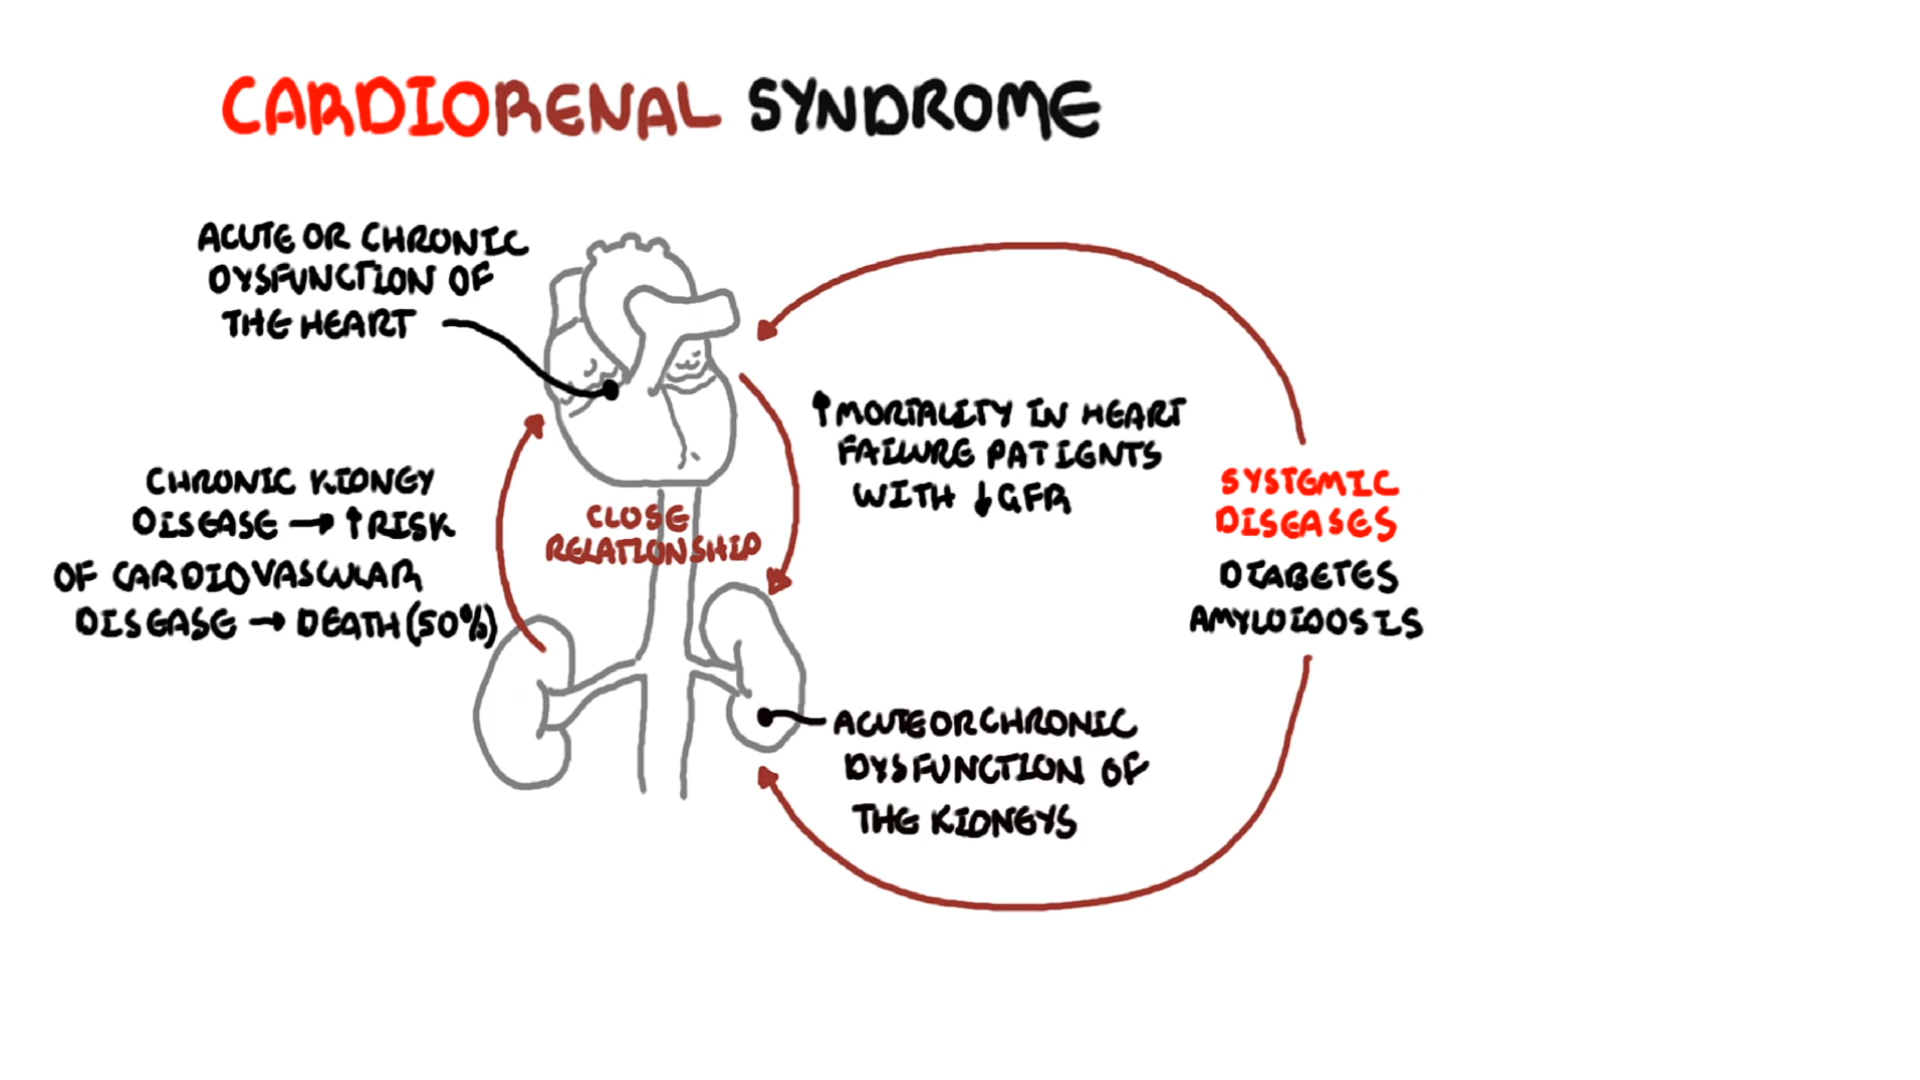 CARDIORENAL SYNDROME
ACUTE OR CHRONIC
DYSFUNCTION OF
THE HEART
CHRONIC KIDNEY
DISEASE → ↑ RISK
OF CARDIOVASCULAR
DISEASE → DEATH (50%)
CLOSE
RELATIONSHIP
↑ MORTALITY IN HEART
FAILURE PATIENTS
WITH ↓ GFR
ACUTE OR CHRONIC
DYSFUNCTION OF
THE KIDNEYS
SYSTEMIC
DISEASES
DIABETES
AMYLOIDOSIS